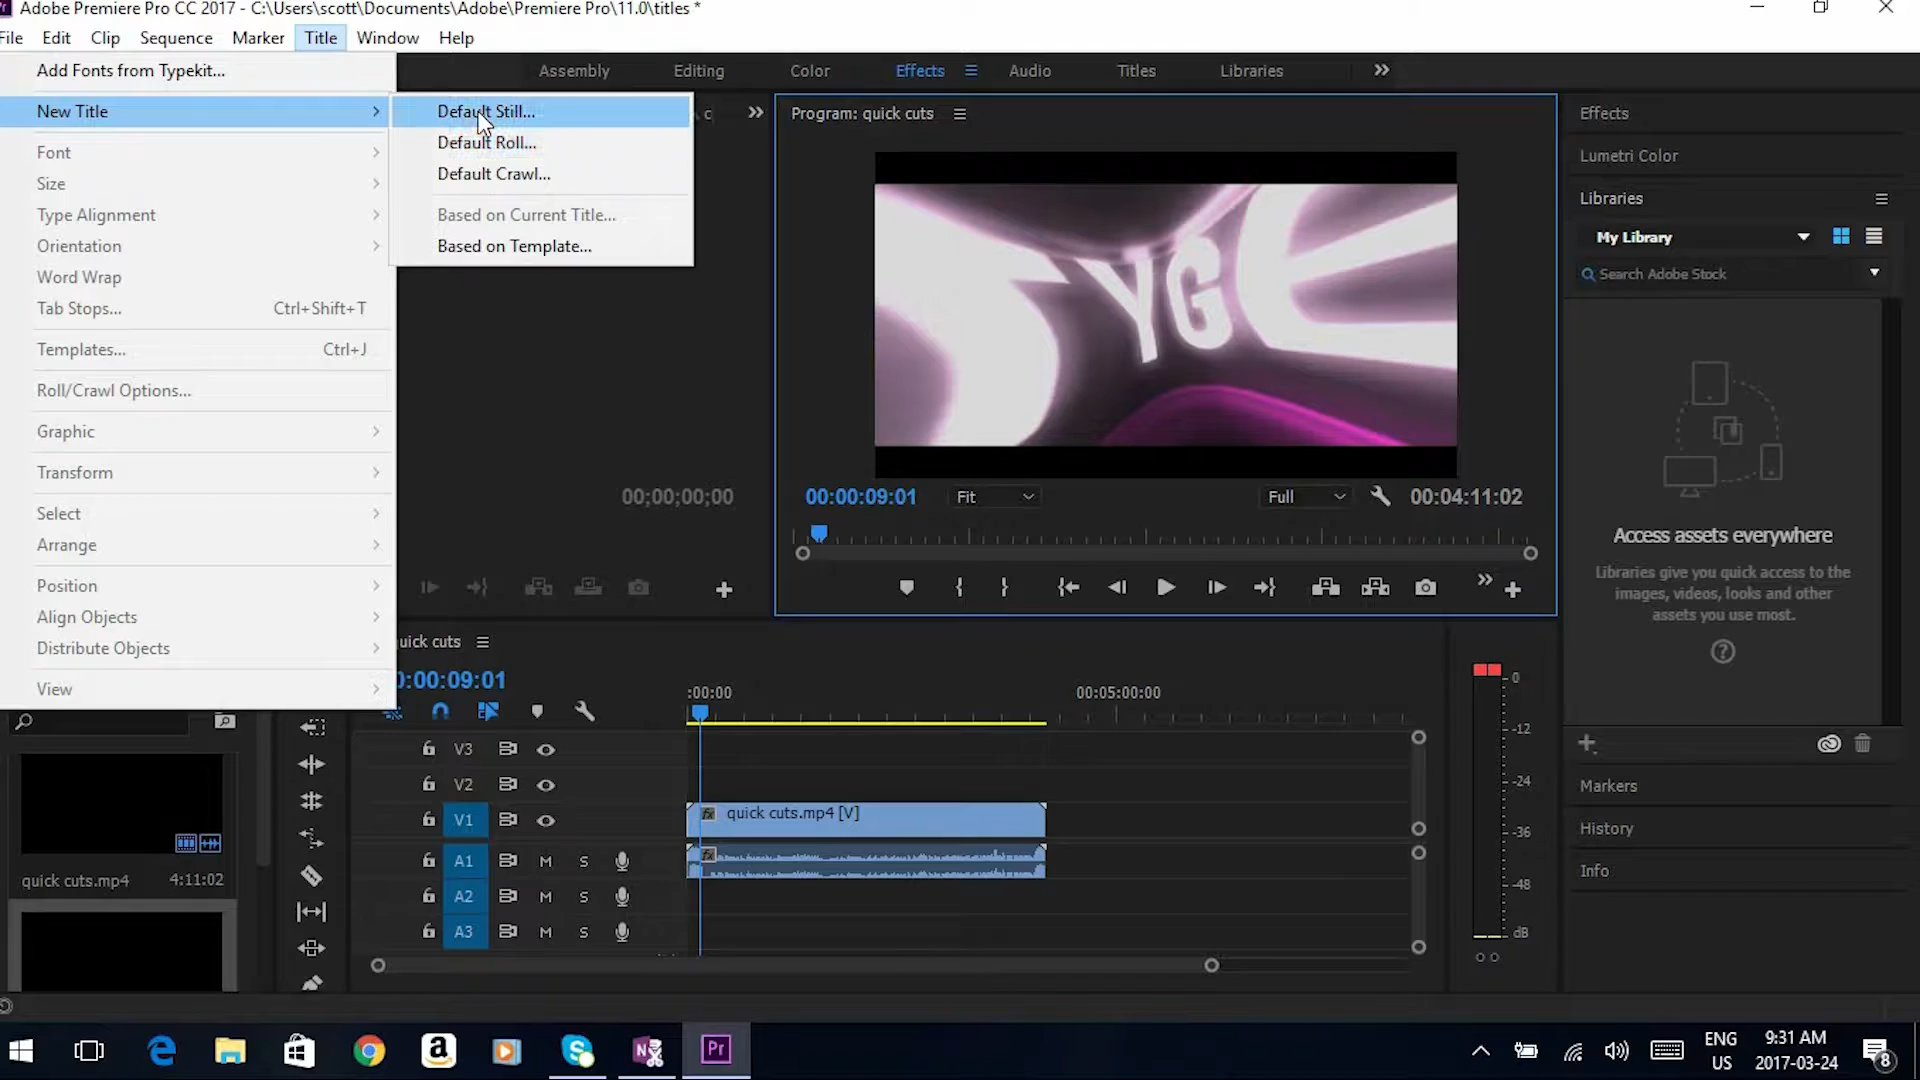 Adobe Premiere Pro CC 2017 - C:\Users\scott\Documents\Adobe\Premiere Pro\11.0\titles *
File Edit Clip Sequence Marker Title Window Help
Add Fonts from Typekit...
New Title
Font
Size
Type Alignment
Orientation
Word Wrap
Tab Stops... Ctrl+Shift+T
Templates... Ctrl+J
Roll/Crawl Options...
Graphic
Transform
Select
Arrange
Position
Align Objects
Distribute Objects
View
Default Still...
Default Roll...
Default Crawl...
Based on Current Title...
Based on Template...
Assembly Editing Color Effects Audio Titles Libraries
c
Program: quick cuts
YG
00;00;00;00
00:00:09:01 Fit Full 00:04:11:02
Effects
Lumetri Color
Libraries
My Library
Search Adobe Stock
Access assets everywhere
Libraries give you quick access to the
images, videos, looks and other
assets you use most.
Markers
History
Info
quick cuts
0:00:09:01
:00:00 00:05:00:00
V3
V2
V1 fx quick cuts.mp4 [V]
A1 M S fx
A2 M S
A3 M S
quick cuts.mp4 4:11:02
0
-12
-24
-36
-48
dB
Pr
ENG
US
9:31 AM
2017-03-24
8